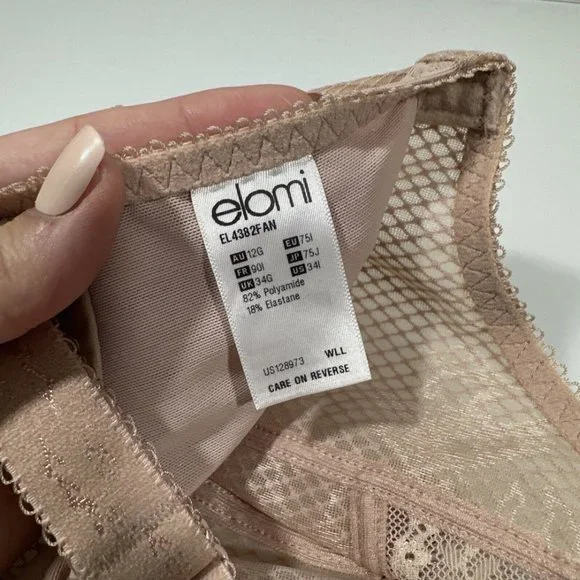 elomi
EL4382FAN
AU 12G EU 75I
FR 90I JP 75J
UK 34G US 34I
82% Polyamide
18% Elastane
US128973 WLL
CARE ON REVERSE